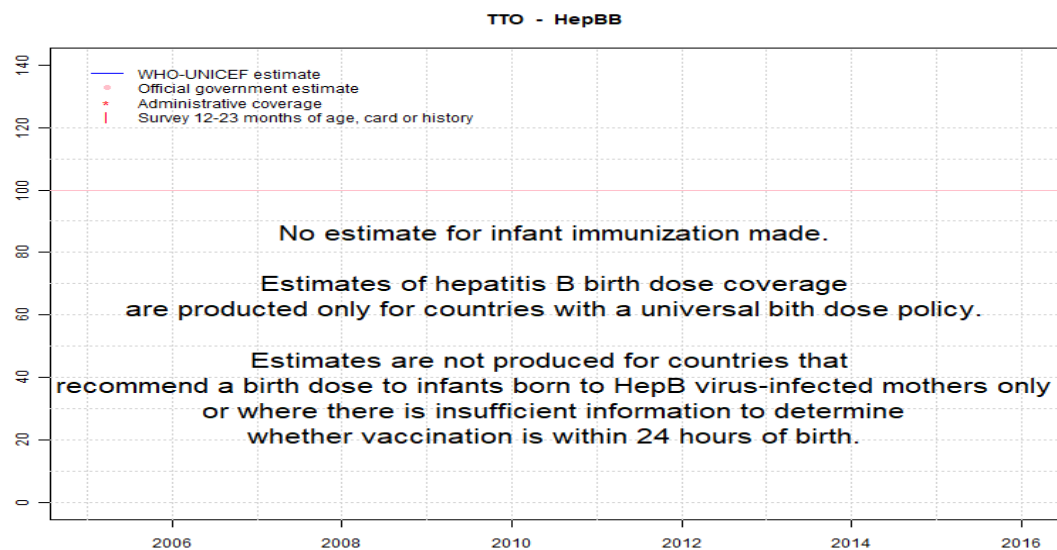 TTO - HepBB
140
120
100
80
60
40
20
0
WHO-UNICEF estimate
Official government estimate
Administrative coverage
Survey 12-23 months of age, card or history
No estimate for infant immunization made.
Estimates of hepatitis B birth dose coverage
are producted only for countries with a universal bith dose policy.
Estimates are not produced for countries that
recommend a birth dose to infants born to HepB virus-infected mothers only
or where there is insufficient information to determine
whether vaccination is within 24 hours of birth.
2006 2008 2010 2012 2014 2016